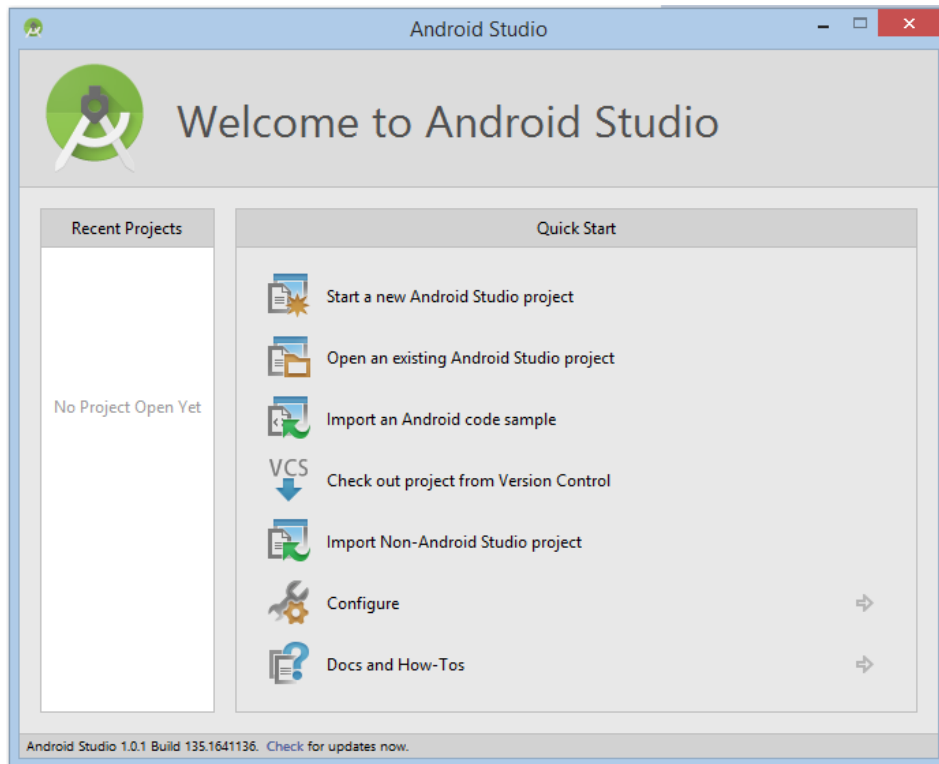 Android Studio
Welcome to Android Studio
Recent Projects
No Project Open Yet
Quick Start
Start a new Android Studio project
Open an existing Android Studio project
Import an Android code sample
VCS
Check out project from Version Control
Import Non-Android Studio project
Configure
Docs and How-Tos
Android Studio 1.0.1 Build 135.1641136. Check for updates now.